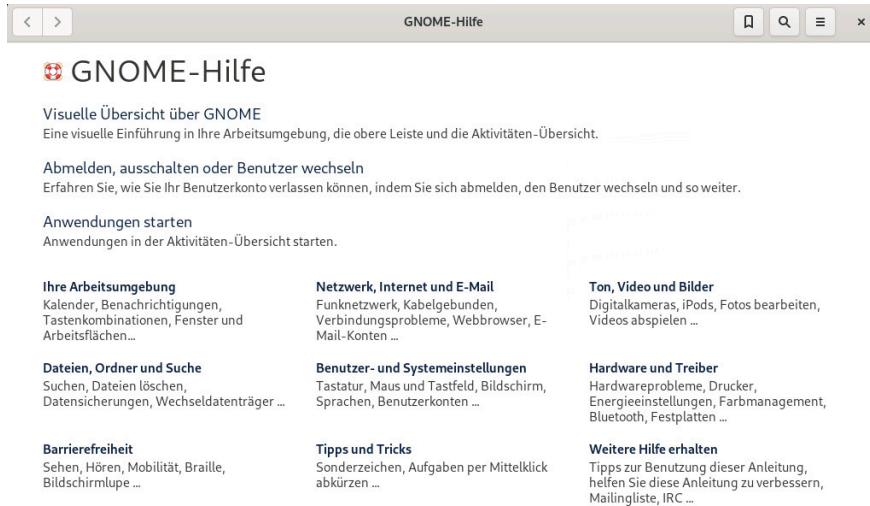 GNOME-Hilfe
GNOME-Hilfe
Visuelle Übersicht über GNOME
Eine visuelle Einführung in Ihre Arbeitsumgebung, die obere Leiste und die Aktivitäten-Übersicht.
Abmelden, ausschalten oder Benutzer wechseln
Erfahren Sie, wie Sie Ihr Benutzerkonto verlassen können, indem Sie sich abmelden, den Benutzer wechseln und so weiter.
Anwendungen starten
Anwendungen in der Aktivitäten-Übersicht starten.
Ihre Arbeitsumgebung
Kalender, Benachrichtigungen,
Tastenkombinationen, Fenster und
Arbeitsflächen…
Netzwerk, Internet und E-Mail
Funknetzwerk, Kabelgebunden,
Verbindungsprobleme, Webbrowser, E-
Mail-Konten …
Ton, Video und Bilder
Digitalkameras, iPods, Fotos bearbeiten,
Videos abspielen …
Dateien, Ordner und Suche
Suchen, Dateien löschen,
Datensicherungen, Wechseldatenträger …
Benutzer- und Systemeinstellungen
Tastatur, Maus und Tastfeld, Bildschirm,
Sprachen, Benutzerkonten …
Hardware und Treiber
Hardwareprobleme, Drucker,
Energieeinstellungen, Farbmanagement,
Bluetooth, Festplatten …
Barrierefreiheit
Sehen, Hören, Mobilität, Braille,
Bildschirmlupe …
Tipps und Tricks
Sonderzeichen, Aufgaben per Mittelklick
abkürzen …
Weitere Hilfe erhalten
Tipps zur Benutzung dieser Anleitung,
helfen Sie diese Anleitung zu verbessern,
Mailingliste, IRC …